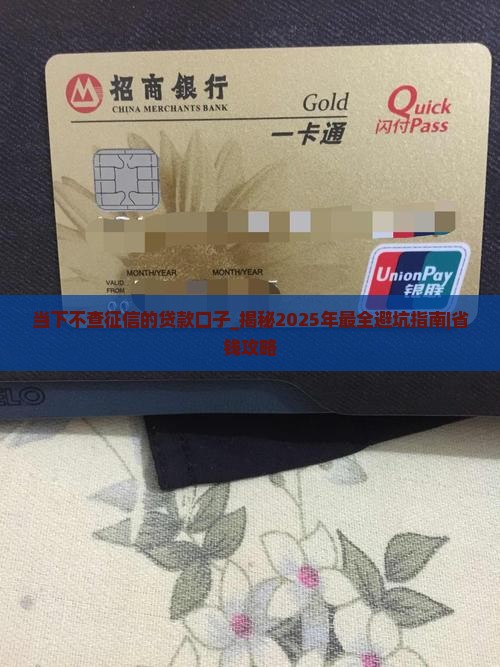 招商銀行
CHINA MERCHANTS BANK
Gold
一卡通
Quick
闪付Pass
MONTH/YEAR MONTH/YEAR
VALID
FROM
UnionPay
银联
当下不查征信的贷款口子_揭秘2025年最全避坑指南|省
钱攻略
ELO